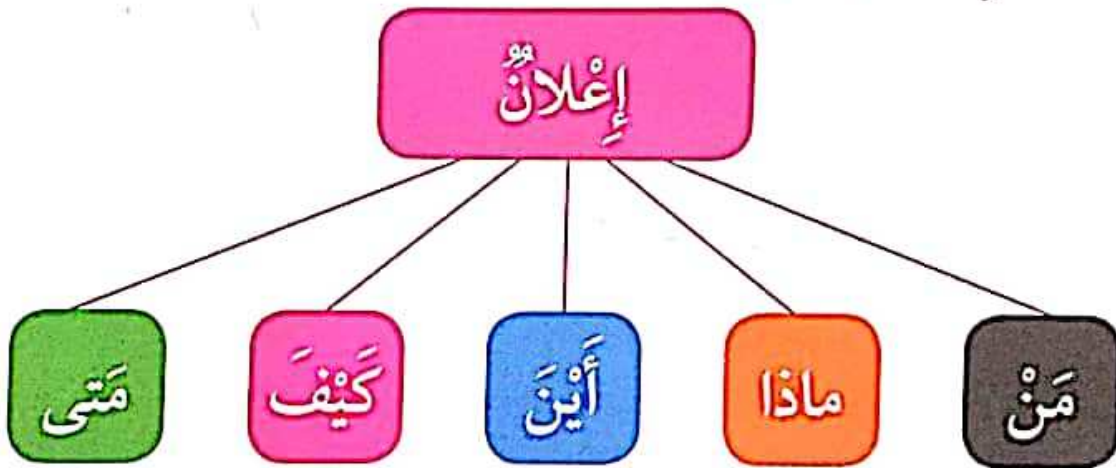 إِعْلانٌ
مَنْ
ماذا
أَيْنَ
كَيْفَ
مَتى